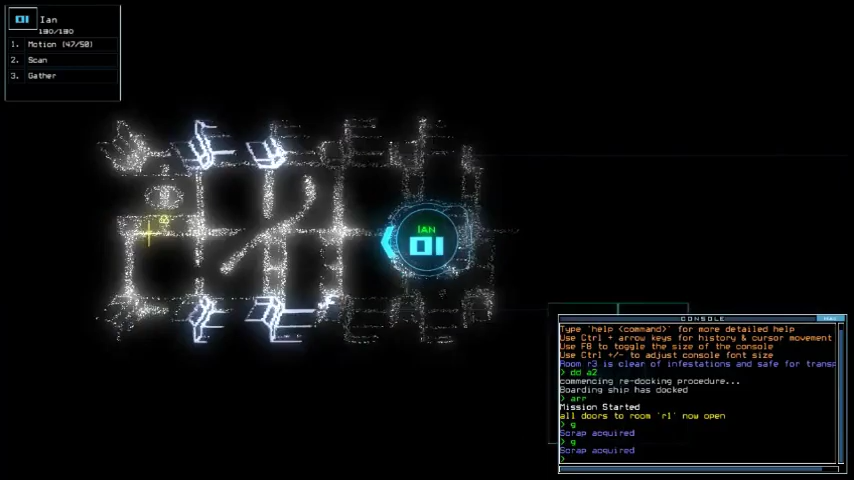 01 Ian
180/180
1. Motion (47/50)
2. Scan
3. Gather
IAN
01
CONSOLE
Type 'help <command>' for more detailed help
Use Ctrl + arrow keys for history & cursor movement
Use F8 to toggle the size of the console
Use Ctrl +/- to adjust console font size
Room r3 is clear of infestations and safe for transp
> dd a2
commencing re-docking procedure...
Boarding ship has docked
> arr
Mission Started
all doors to room 'r1' now open
> g
Scrap acquired
> g
Scrap acquired
>